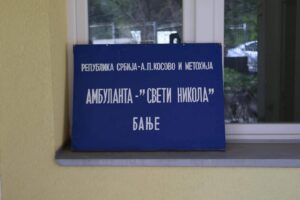 РЕПУБЛИКА СРБИЈА-А.П.КОСОВО И МЕТОХИЈА
АМБУЛАНТА-"СВЕТИ НИКОЛА"
БАЊЕ